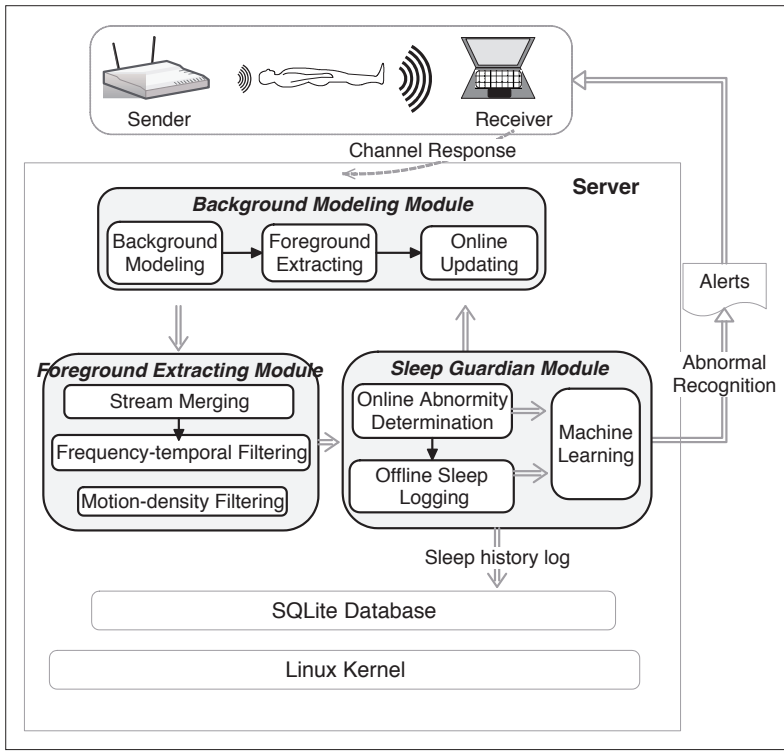 Sender
Receiver
Channel Response
Server
Background Modeling Module
Background
Modeling
Foreground
Extracting
Online
Updating
Alerts
Abnormal
Recognition
Foreground Extracting Module
Stream Merging
Frequency-temporal Filtering
Motion-density Filtering
Sleep Guardian Module
Online Abnormity
Determination
Offline Sleep
Logging
Machine
Learning
Sleep history log
SQLite Database
Linux Kernel